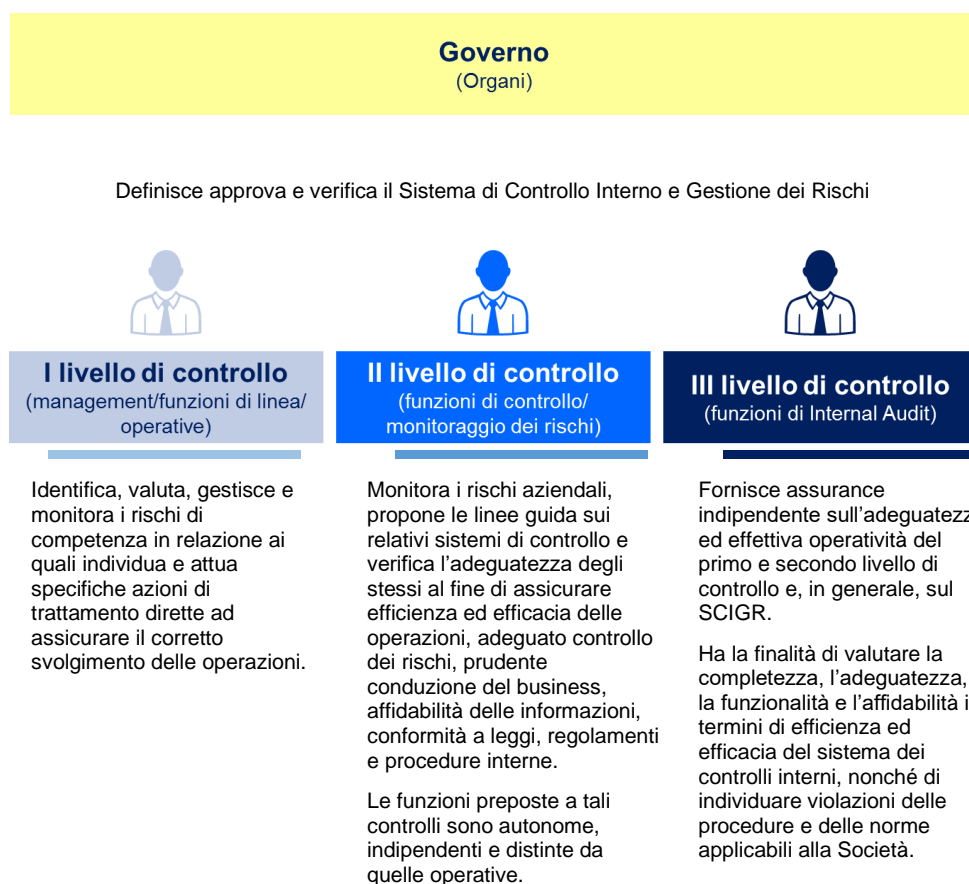 Governo
(Organi)
Definisce approva e verifica il Sistema di Controllo Interno e Gestione dei Rischi
I livello di controllo
(management/funzioni di linea/
operative)
Identifica, valuta, gestisce e
monitora i rischi di
competenza in relazione ai
quali individua e attua
specifiche azioni di
trattamento dirette ad
assicurare il corretto
svolgimento delle operazioni.
II livello di controllo
(funzioni di controllo/
monitoraggio dei rischi)
Monitora i rischi aziendali,
propone le linee guida sui
relativi sistemi di controllo e
verifica l’adeguatezza degli
stessi al fine di assicurare
efficienza ed efficacia delle
operazioni, adeguato controllo
dei rischi, prudente
conduzione del business,
affidabilità delle informazioni,
conformità a leggi, regolamenti
e procedure interne.
Le funzioni preposte a tali
controlli sono autonome,
indipendenti e distinte da
quelle operative.
III livello di controllo
(funzioni di Internal Audit)
Fornisce assurance
indipendente sull’adeguatezz
ed effettiva operatività del
primo e secondo livello di
controllo e, in generale, sul
SCIGR.
Ha la finalità di valutare la
completezza, l’adeguatezza,
la funzionalità e l’affidabilità i
termini di efficienza ed
efficacia del sistema dei
controlli interni, nonché di
individuare violazioni delle
procedure e delle norme
applicabili alla Società.